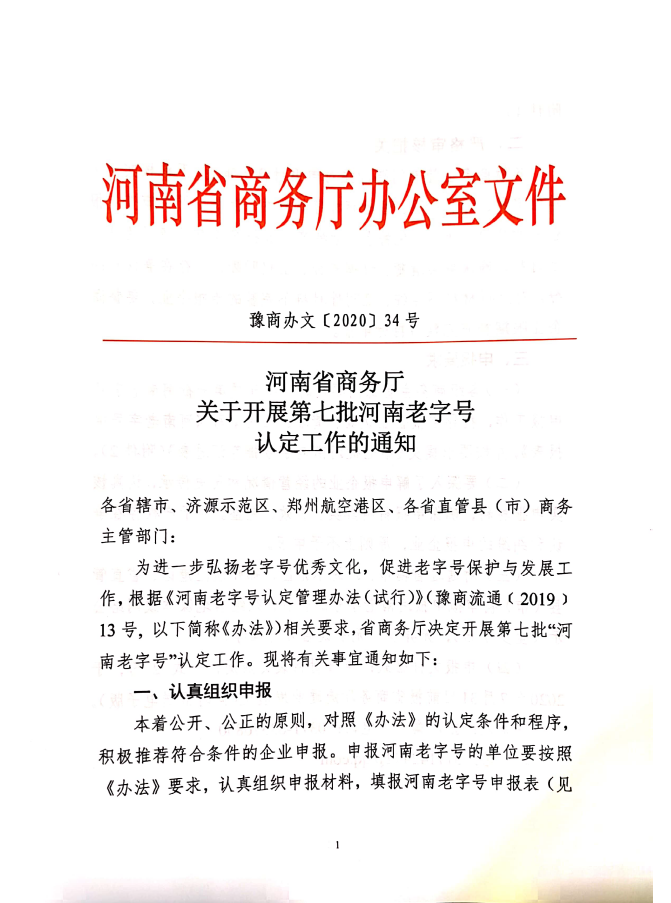 河南省商务厅办公室文件
豫商办文〔2020〕34号
河南省商务厅
关于开展第七批河南老字号
认定工作的通知
各省辖市、济源示范区、郑州航空港区、各省直管县（市）商务
主管部门：
为进一步弘扬老字号优秀文化，促进老字号保护与发展工
作，根据《河南老字号认定管理办法（试行）》（豫商流通﹝2019﹞
13号，以下简称《办法》）相关要求，省商务厅决定开展第七批“河
南老字号”认定工作。现将有关事宜通知如下：
一、认真组织申报
本着公开、公正的原则，对照《办法》的认定条件和程序，
积极推荐符合条件的企业申报。申报河南老字号的单位要按照
《办法》要求，认真组织申报材料，填报河南老字号申报表（见
1